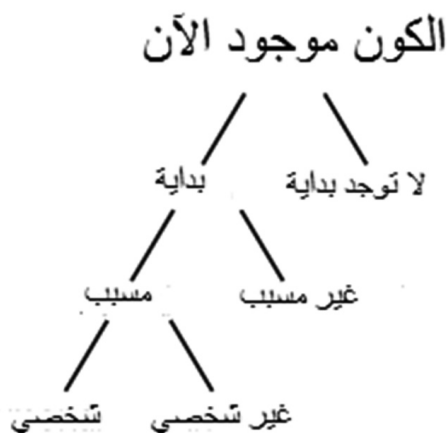 الكون موجود الآن
لا توجد بداية
بداية
غير مسبب
مسبب
غير شخصي
شخصي